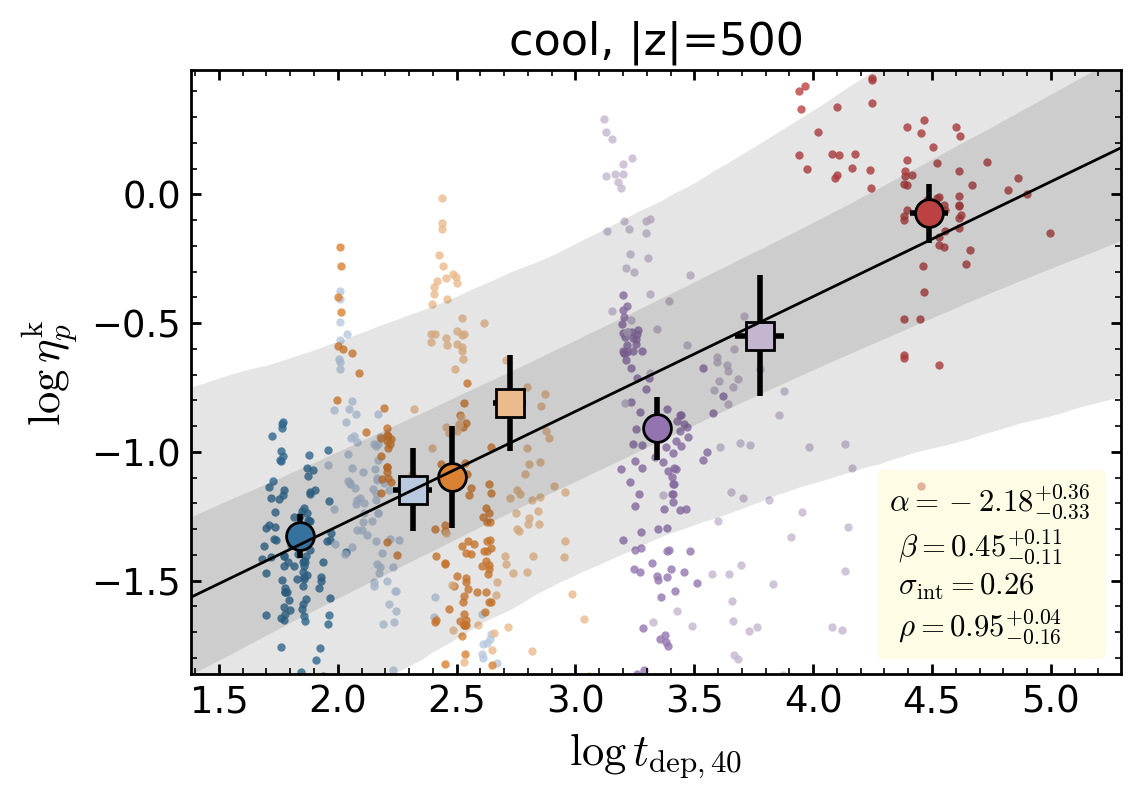 cool, |z|=500
log η_p^k
0.0
−0.5
−1.0
−1.5
α = −2.18^{+0.36}_{−0.33}
β = 0.45^{+0.11}_{−0.11}
σ_int = 0.26
ρ = 0.95^{+0.04}_{−0.16}
1.5 2.0 2.5 3.0 3.5 4.0 4.5 5.0
log t_{dep, 40}